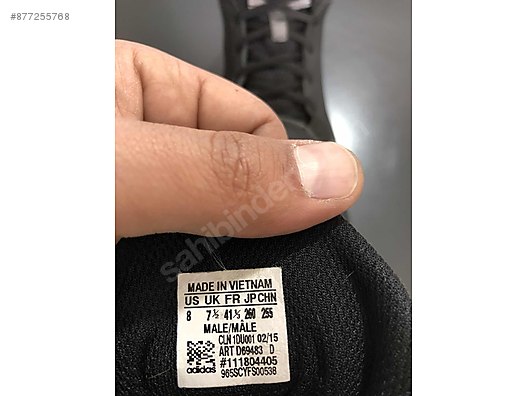 #877255768
sahibinden
MADE IN VIETNAM
US UK FR JP CHN
8 7½ 41⅓ 260 255
MALE/MÂLE
CLN 1DU001 02/15
ART D69483 D
#111804405
965SCYFS00538
adidas